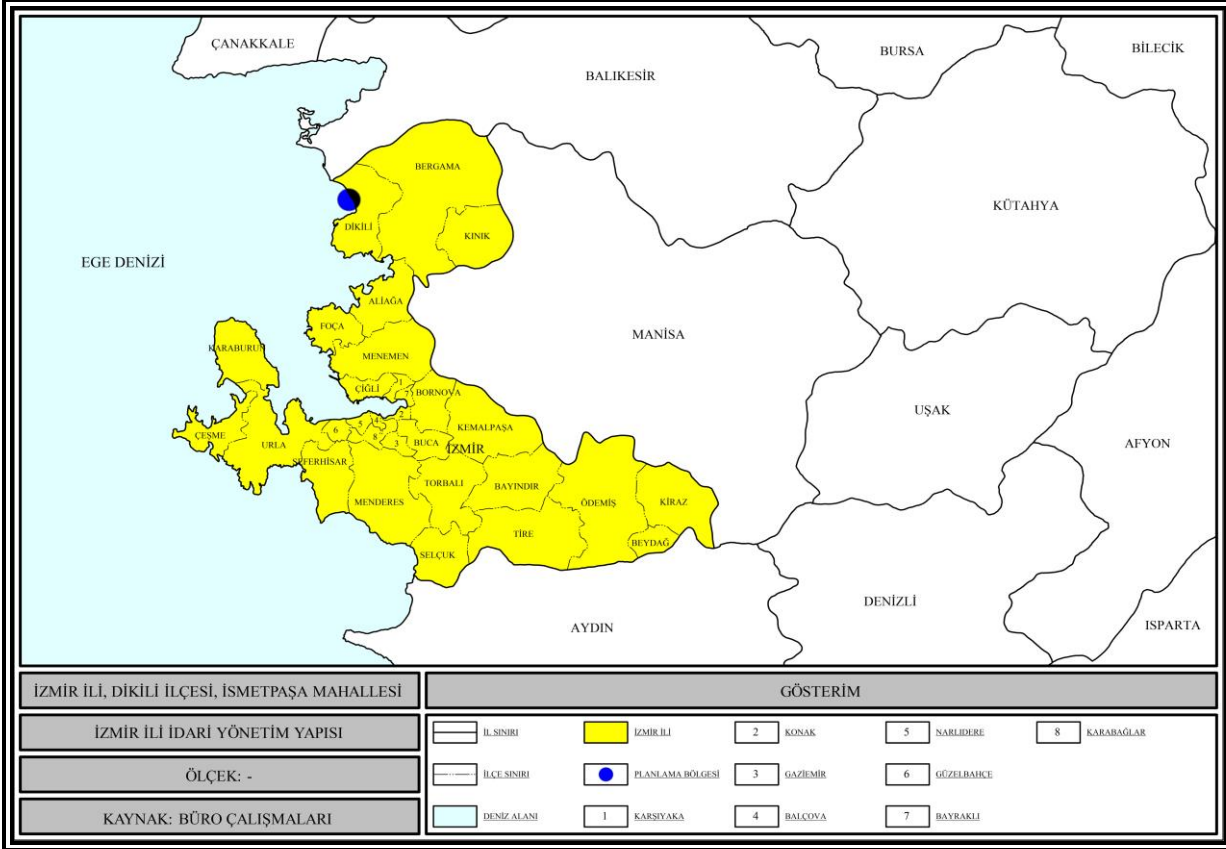 ÇANAKKALE
BURSA
BİLECİK
BALIKESİR
BERGAMA
KÜTAHYA
DİKİLİ
KINIK
EGE DENİZİ
ALİAĞA
FOÇA
MANİSA
KARABURUN
MENEMEN
ÇİĞLİ
1
7
BORNOVA
UŞAK
2
4
5
6
8
3
KEMALPAŞA
ÇEŞME
URLA
BUCA
İZMİR
AFYON
SEFERHİSAR
TORBALI
BAYINDIR
MENDERES
ÖDEMİŞ
KİRAZ
TİRE
BEYDAĞ
SELÇUK
DENİZLİ
AYDIN
ISPARTA
İZMİR İLİ, DİKİLİ İLÇESİ, İSMETPAŞA MAHALLESİ
GÖSTERİM
İZMİR İLİ İDARİ YÖNETİM YAPISI
ÖLÇEK: -
KAYNAK: BÜRO ÇALIŞMALARI
İL SINIRI
İZMİR İLİ
2 KONAK
5 NARLIDERE
8 KARABAĞLAR
İLÇE SINIRI
PLANLAMA BÖLGESİ
3 GAZİEMİR
6 GÜZELBAHÇE
DENİZ ALANI
1 KARŞIYAKA
4 BALÇOVA
7 BAYRAKLI